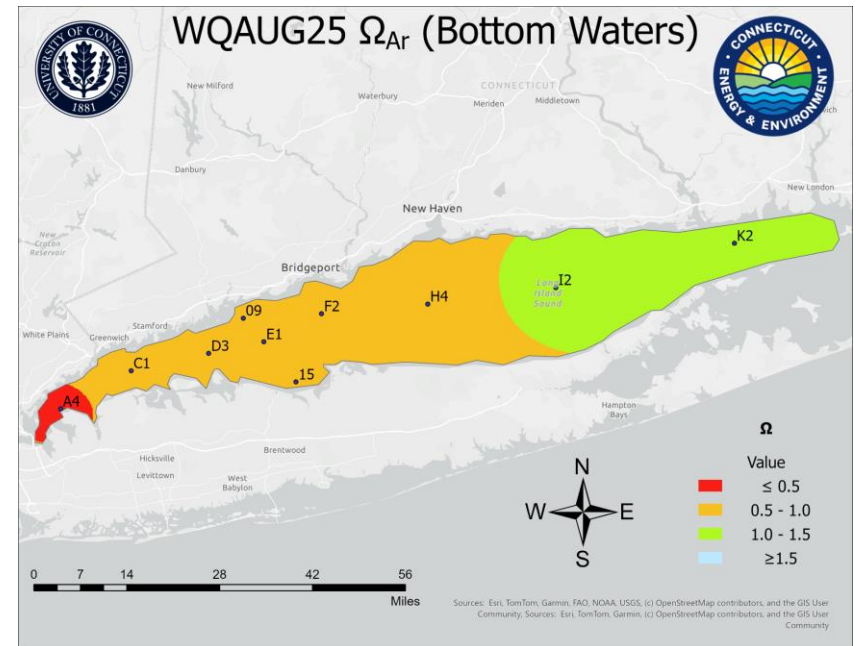 WQAUG25 ΩAr (Bottom Waters)
UNIVERSITY OF CONNECTICUT
1881
CONNECTICUT
ENERGY & ENVIRONMENT
New Milford
Waterbury
CONNECTICUT
Meriden
Middletown
Danbury
New London
New Haven
New Croton Reservoir
Bridgeport
K2
I2
Long Island Sound
H4
F2
09
E1
D3
C1
15
A4
White Plains
Greenwich
Stamford
Hampton Bays
Hicksville
Levittown
Brentwood
West Babylon
N
W
E
S
Ω
Value
≤ 0.5
0.5 - 1.0
1.0 - 1.5
≥1.5
0 7 14 28 42 56
Miles
Sources: Esri, TomTom, Garmin, FAO, NOAA, USGS, (c) OpenStreetMap contributors, and the GIS User
Community, Sources: Esri, TomTom, Garmin, (c) OpenStreetMap contributors, and the GIS User
Community